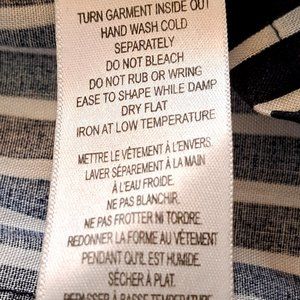 TURN GARMENT INSIDE OUT
HAND WASH COLD
SEPARATELY
DO NOT BLEACH
DO NOT RUB OR WRING
EASE TO SHAPE WHILE DAMP
DRY FLAT
IRON AT LOW TEMPERATURE
METTRE LE VÊTEMENT À L'ENVERS
LAVER SÉPARÉMENT À LA MAIN
À L'EAU FROIDE.
NE PAS BLANCHIR.
NE PAS FROTTER NI TORDRE.
REDONNER LA FORME AU VÊTEMENT
PENDANT QU'IL EST HUMIDE.
SÉCHER À PLAT.
REPASSER À BASSE TEMPÉRATURE